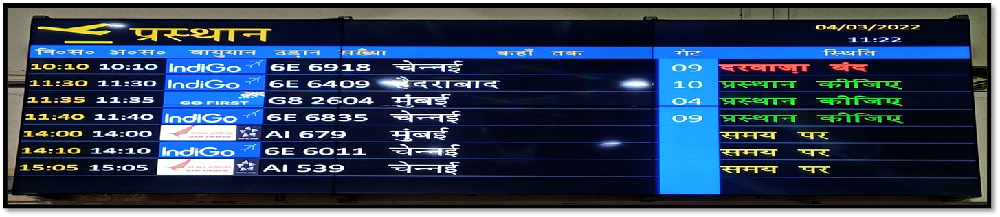 प्रस्थान 04/03/2022
11:22
नि०स० अ०स० वायुयान उड़ान सख्या कहाँ तक गेट स्थिति
10:10 10:10 IndiGo 6E 6918 चेन्नई 09 दरवाज़ा बंद
11:30 11:30 IndiGo 6E 6409 हैदराबाद 10 प्रस्थान कीजिए
11:35 11:35 GO FIRST G8 2604 मुंबई 04 प्रस्थान कीजिए
11:40 11:40 IndiGo 6E 6835 चेन्नई 09 प्रस्थान कीजिए
14:00 14:00 AIR INDIA AI 679 मुंबई समय पर
14:10 14:10 IndiGo 6E 6011 चेन्नई समय पर
15:05 15:05 AIR INDIA AI 539 चेन्नई समय पर